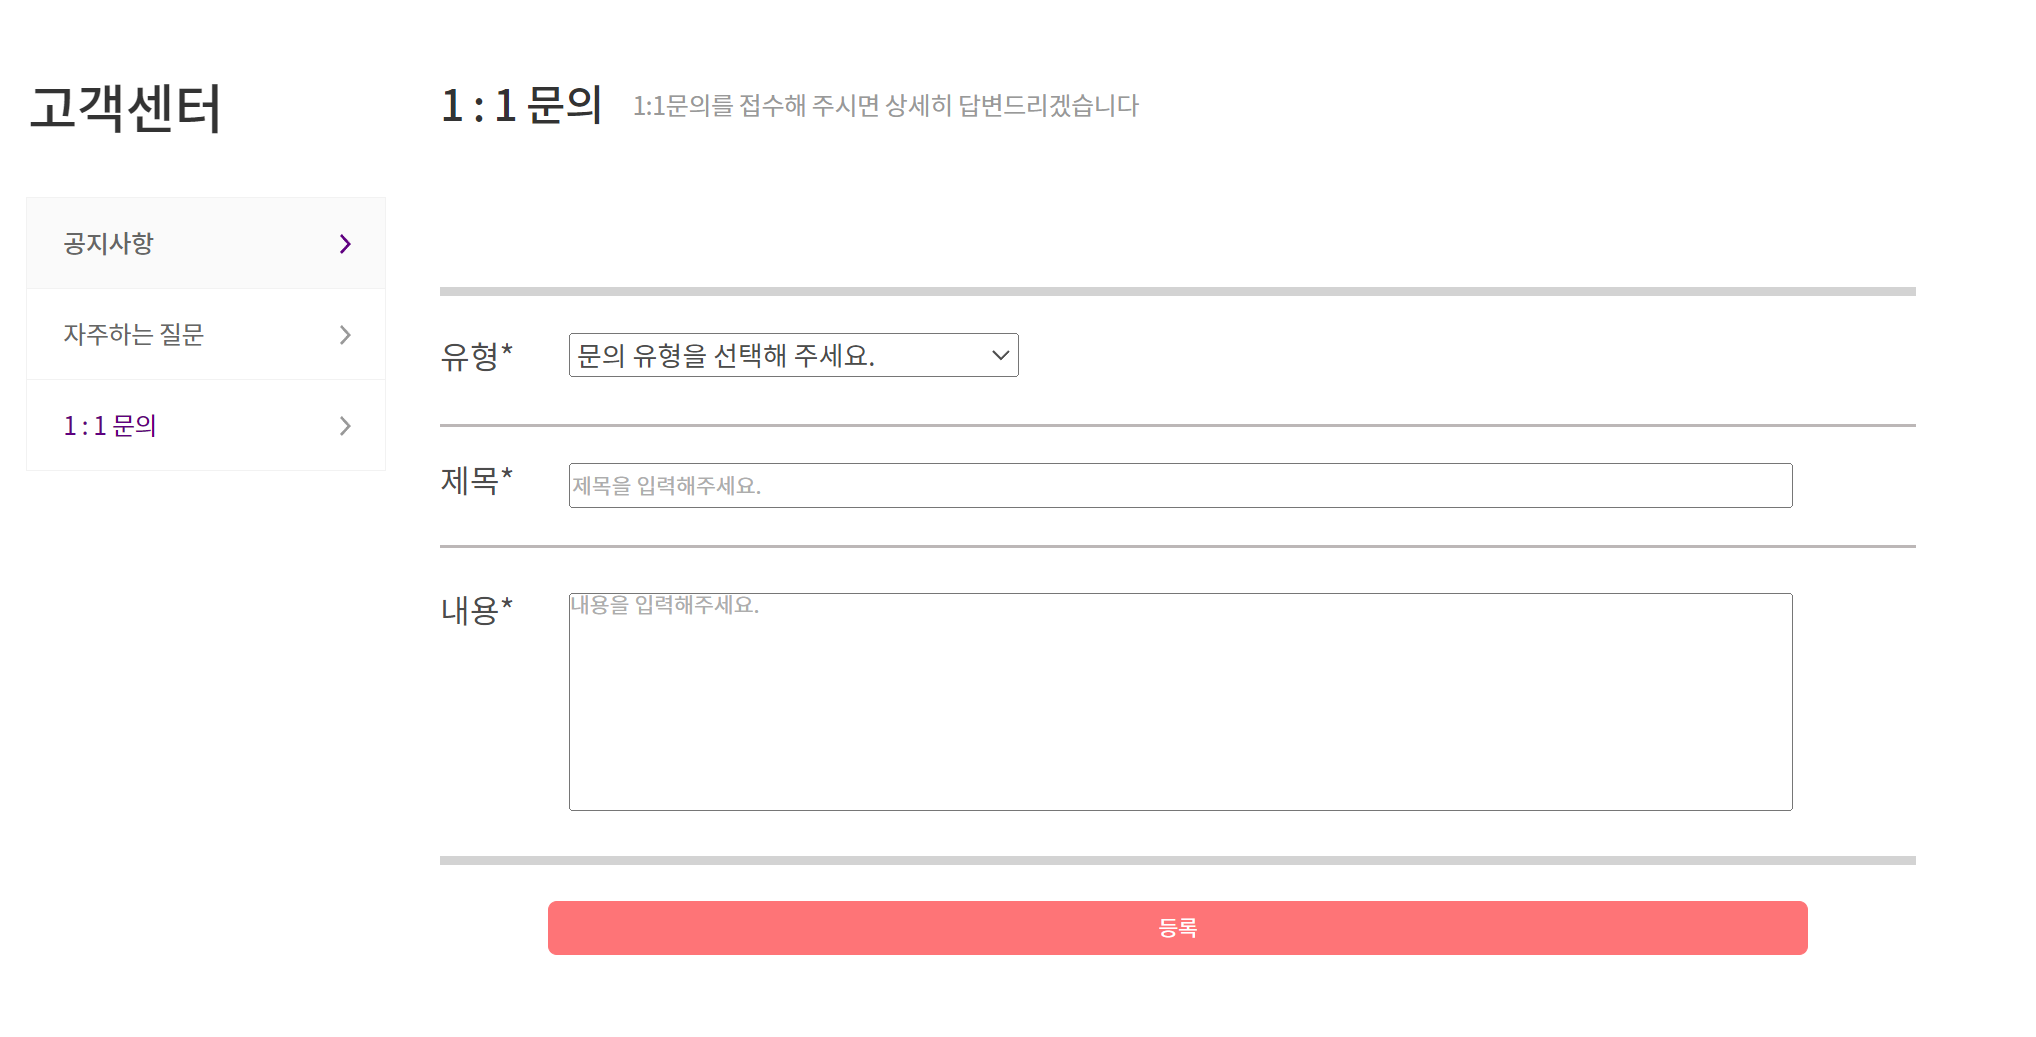 고객센터
공지사항
자주하는 질문
1 : 1 문의
1 : 1 문의
1:1문의를 접수해 주시면 상세히 답변드리겠습니다
유형*
문의 유형을 선택해 주세요.
제목*
제목을 입력해주세요.
내용*
내용을 입력해주세요.
등록